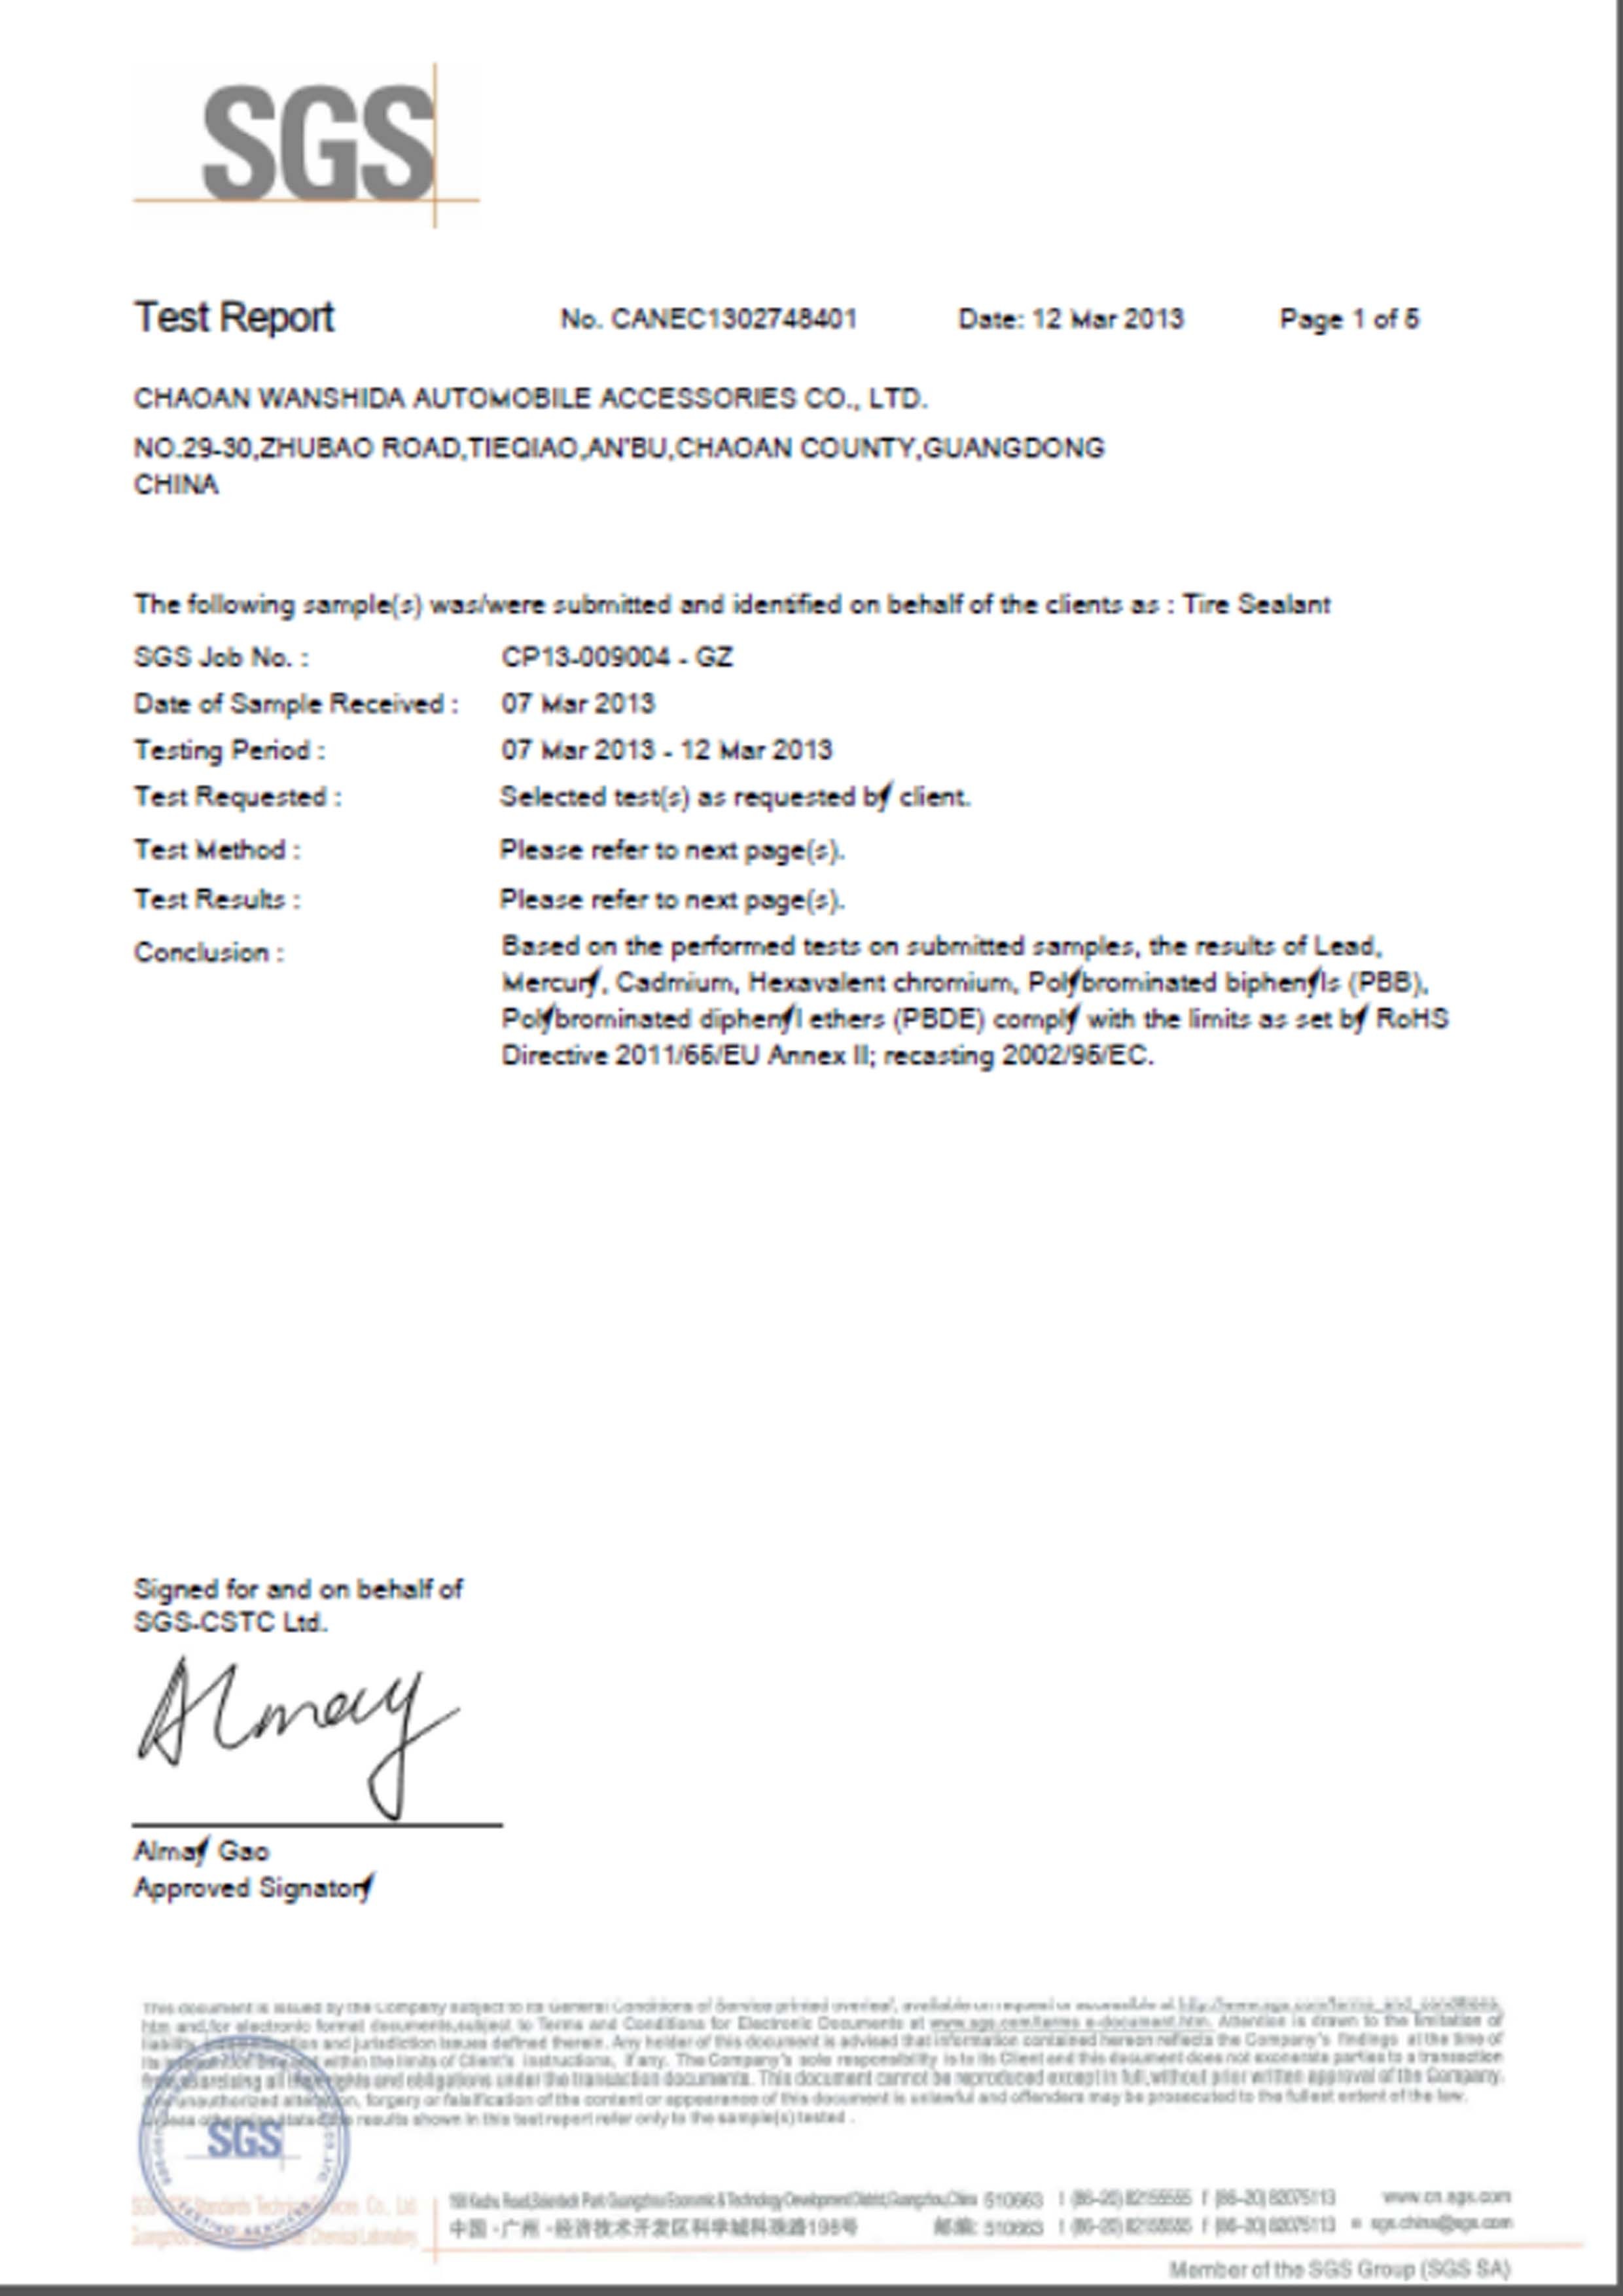 SGS
Test Report No. CANEC1302748401 Date: 12 Mar 2013 Page 1 of 5
CHAOAN WANSHIDA AUTOMOBILE ACCESSORIES CO., LTD.
NO.29-30,ZHUBAO ROAD,TIEQIAO,AN'BU,CHAOAN COUNTY,GUANGDONG
CHINA
The following sample(s) was/were submitted and identified on behalf of the clients as : Tire Sealant
SGS Job No. : CP13-009004 - GZ
Date of Sample Received : 07 Mar 2013
Testing Period : 07 Mar 2013 - 12 Mar 2013
Test Requested : Selected test(s) as requested by client.
Test Method : Please refer to next page(s).
Test Results : Please refer to next page(s).
Conclusion : Based on the performed tests on submitted samples, the results of Lead,
Mercury, Cadmium, Hexavalent chromium, Polybrominated biphenyls (PBB),
Polybrominated diphenyl ethers (PBDE) comply with the limits as set by RoHS
Directive 2011/65/EU Annex II; recasting 2002/95/EC.
Signed for and on behalf of
SGS-CSTC Ltd.
Almay
Almay Gao
Approved Signatory
This document is issued by the Company subject to its General Conditions of Service printed overleaf, available on request or accessible at http://www.sgs.com/terms_and_conditions.
htm and,for electronic format documents,subject to Terms and Conditions for Electronic Documents at www.sgs.com/terms_e-document.htm. Attention is drawn to the limitation of
liability, and jurisdiction issues defined therein. Any holder of this document is advised that information contained hereon reflects the Company's findings at the time of
its within the limits of Client's instructions, if any. The Company's sole responsibility is to its Client and this document does not exonerate parties to a transaction
from exercising all their rights and obligations under the transaction documents. This document cannot be reproduced except in full,without prior written approval of the Company.
Any unauthorized alteration, forgery or falsification of the content or appearance of this document is unlawful and offenders may be prosecuted to the fullest extent of the law.
Unless otherwise stated the results shown in this test report refer only to the sample(s) tested .
SGS
TESTING SERVICES
Standards Technical Services Co., Ltd.
Guangzhou Chemical Laboratory
198 Kezhu Road,Scientech Park Guangzhou Economic & Technology Development District,Guangzhou,China 510663 t (86-20) 82155555 f (86-20) 82075113 www.cn.sgs.com
中国 ·广州 ·经济技术开发区科学城科珠路198号 邮编: 510663 t (86-20) 82155555 f (86-20) 82075113 e sgs.china@sgs.com
Member of the SGS Group (SGS SA)